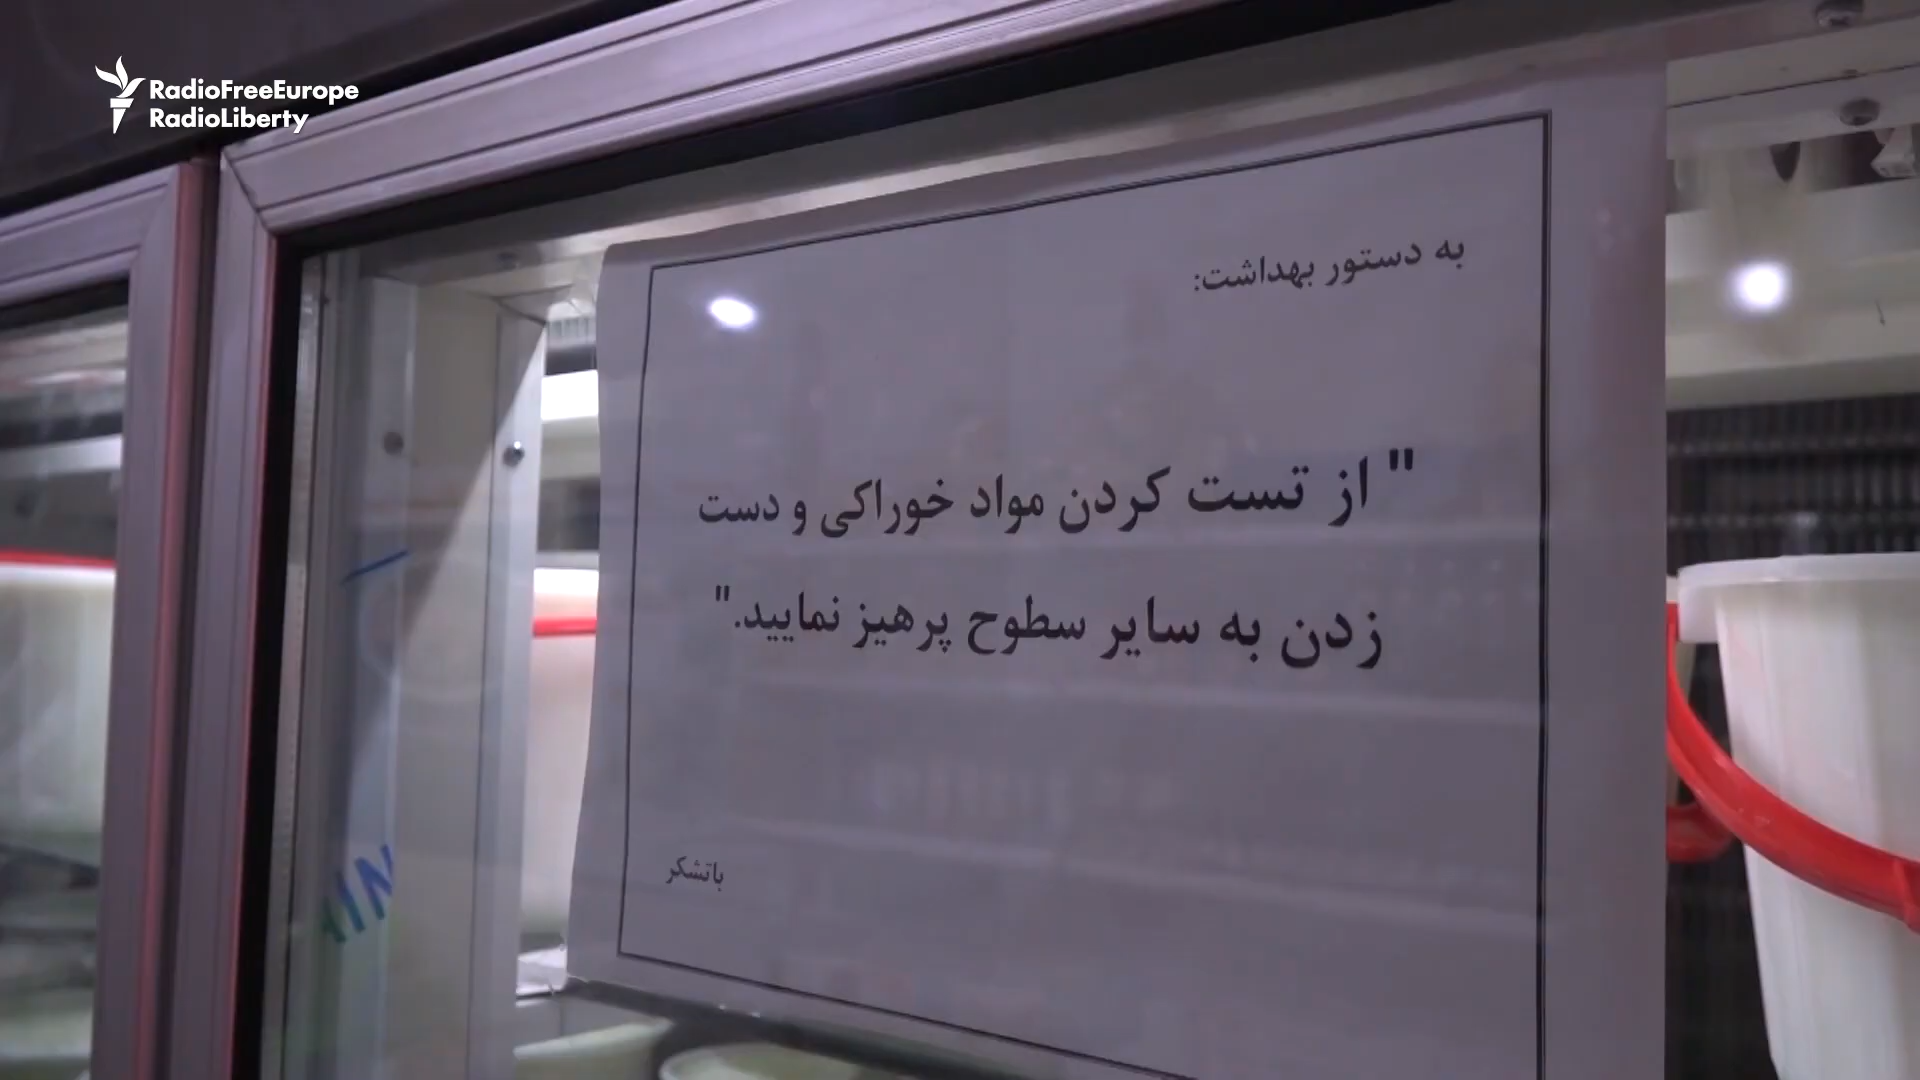 RadioFreeEurope
RadioLiberty
به دستور بهداشت:
" از تست کردن مواد خوراکی و دست
زدن به سایر سطوح پرهیز نمایید."
باتشکر